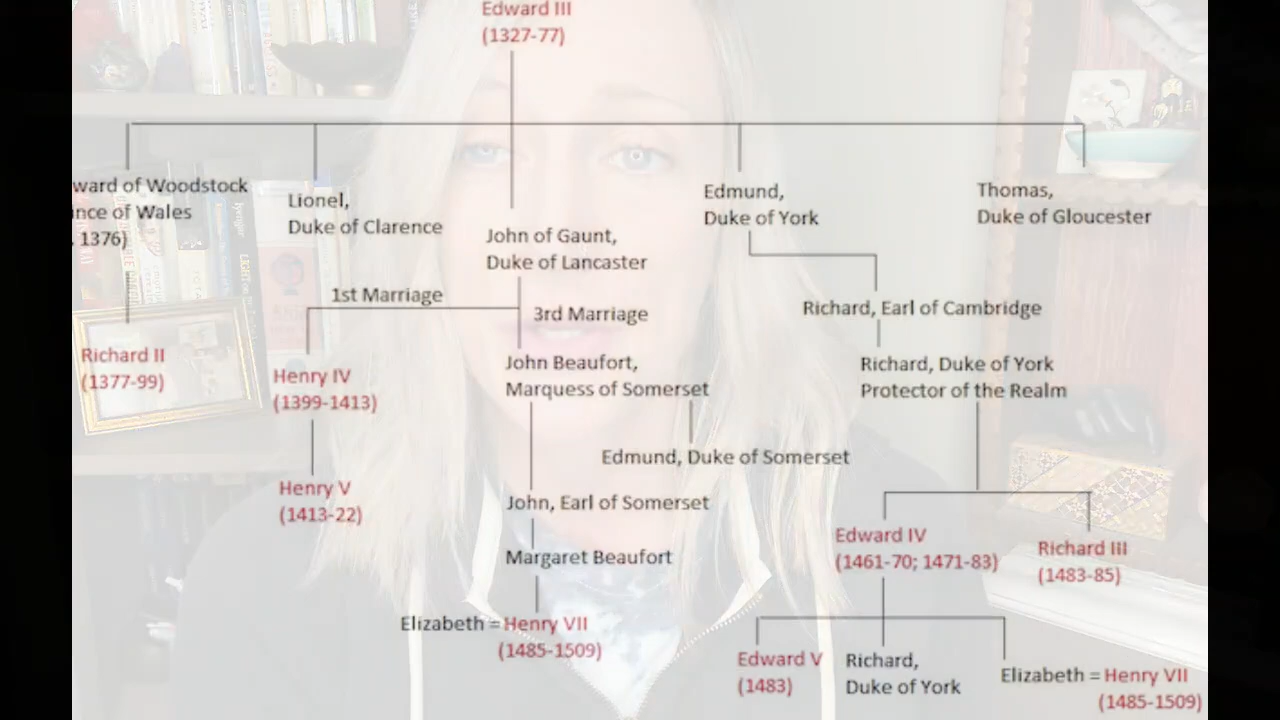 Edward III
(1327-77)
ward of Woodstock
nce of Wales
. 1376)
Lionel,
Duke of Clarence
John of Gaunt,
Duke of Lancaster
Edmund,
Duke of York
Thomas,
Duke of Gloucester
1st Marriage
3rd Marriage
Richard, Earl of Cambridge
Richard II
(1377-99)
Henry IV
(1399-1413)
John Beaufort,
Marquess of Somerset
Richard, Duke of York
Protector of the Realm
Edmund, Duke of Somerset
Henry V
(1413-22)
John, Earl of Somerset
Edward IV
(1461-70; 1471-83)
Richard III
(1483-85)
Margaret Beaufort
Elizabeth = Henry VII
(1485-1509)
Edward V
(1483)
Richard,
Duke of York
Elizabeth = Henry VII
(1485-1509)